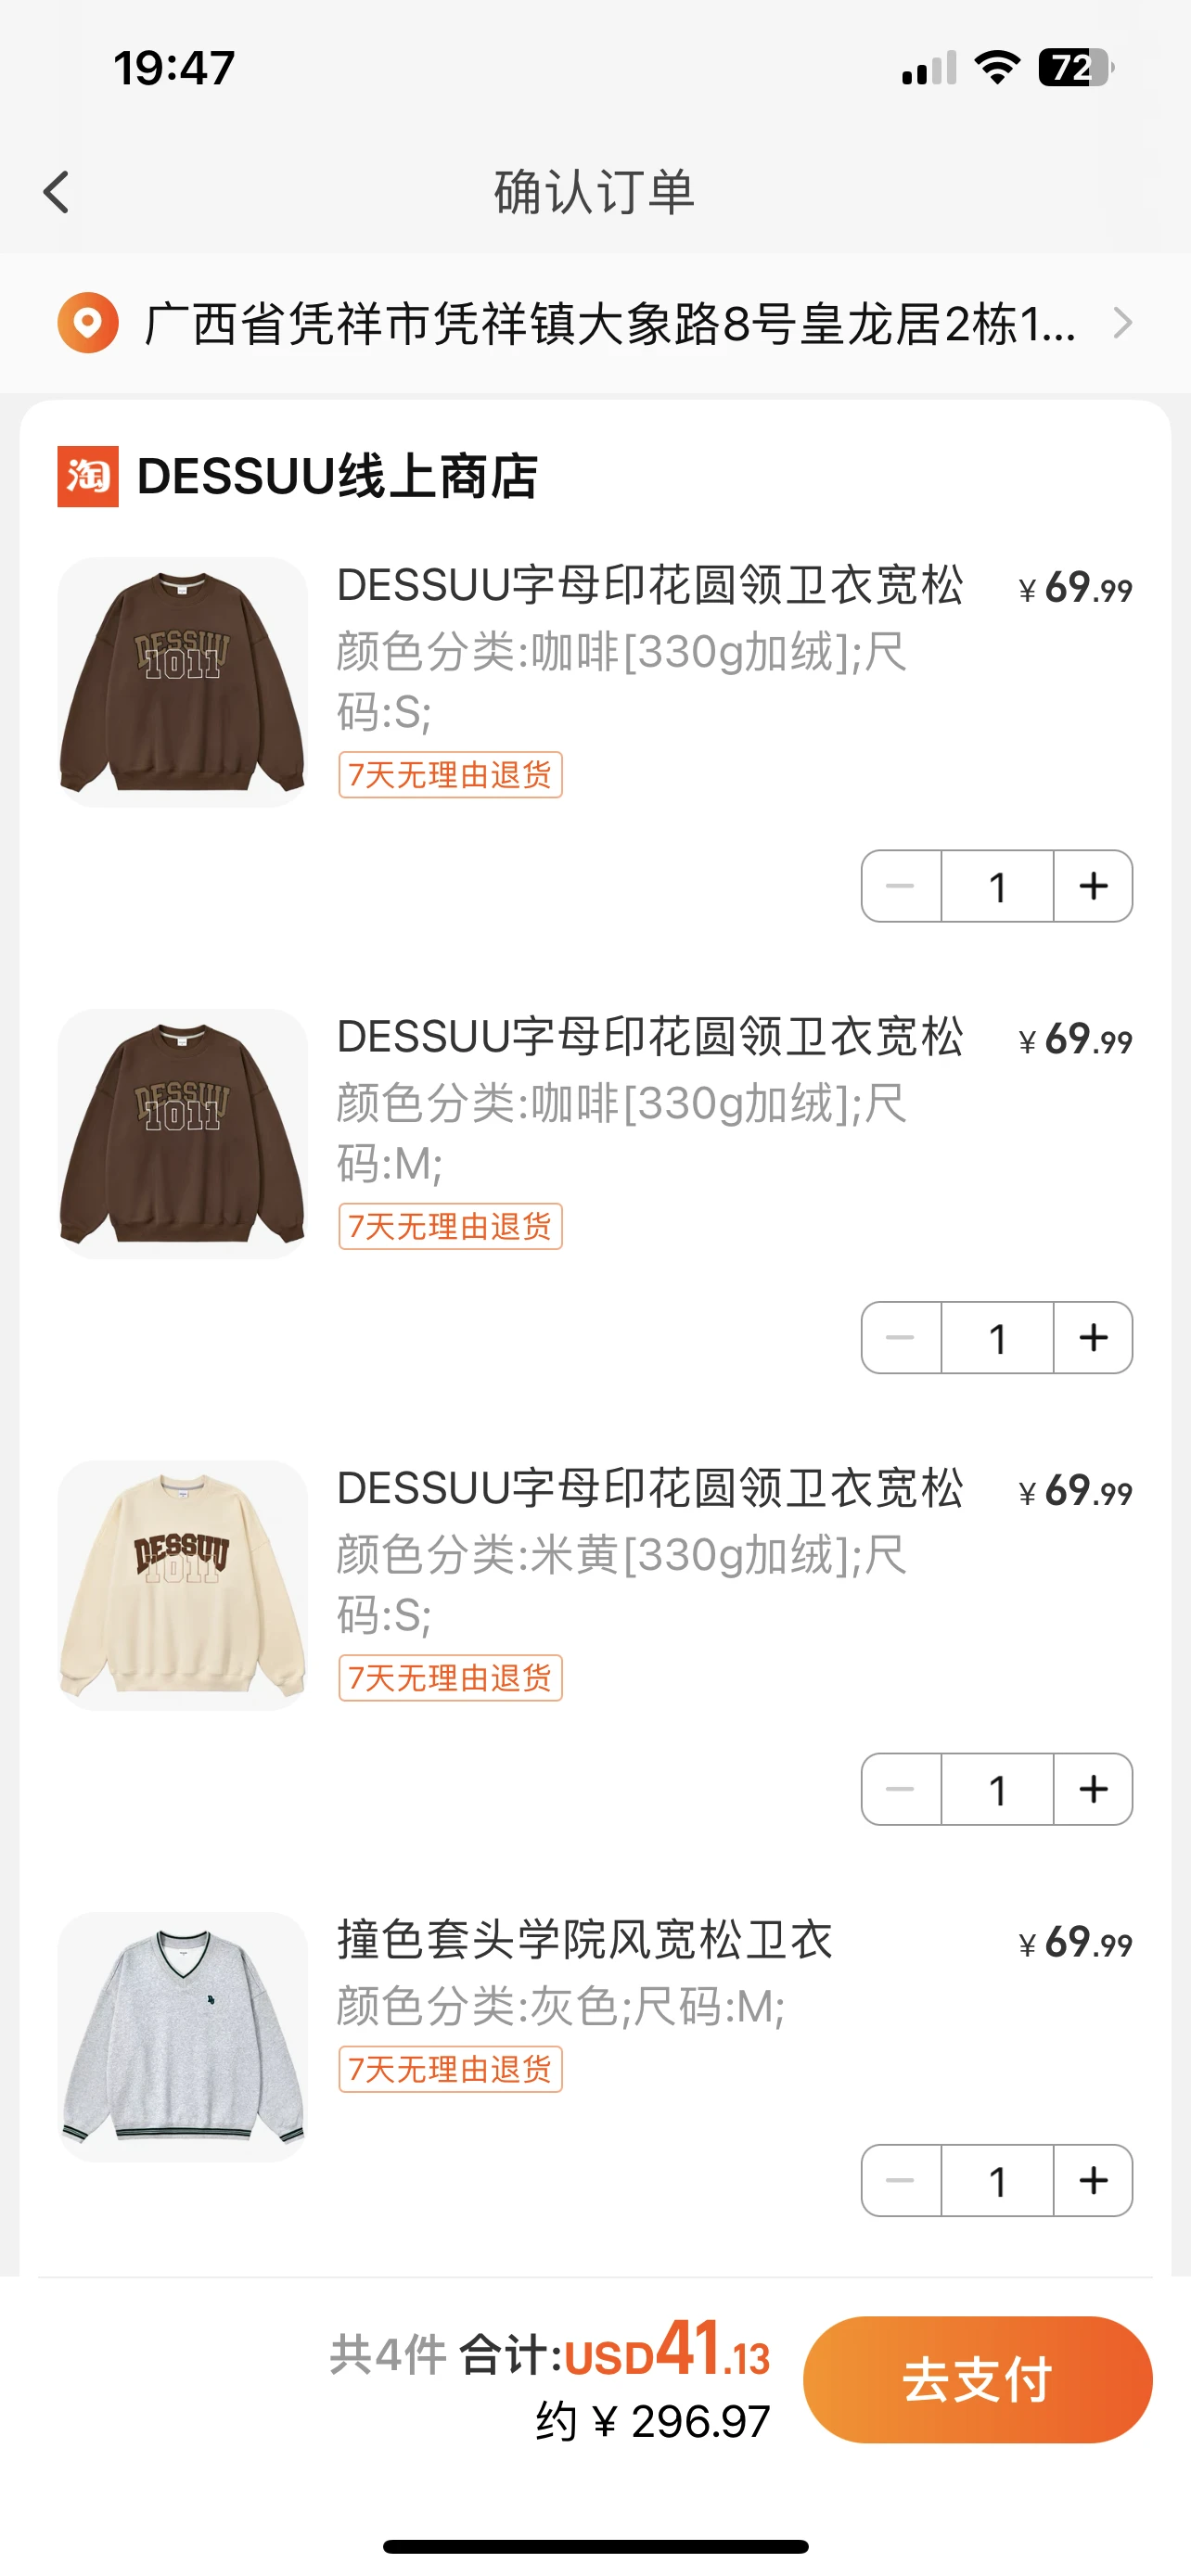 19:47
72
确认订单
广西省凭祥市凭祥镇大象路8号皇龙居2栋1...
淘 DESSUU线上商店
DESSUU字母印花圆领卫衣宽松 ¥69.99
颜色分类:咖啡[330g加绒];尺
码:S;
7天无理由退货
1
DESSUU
1011
DESSUU字母印花圆领卫衣宽松 ¥69.99
颜色分类:咖啡[330g加绒];尺
码:M;
7天无理由退货
1
DESSUU
1011
DESSUU字母印花圆领卫衣宽松 ¥69.99
颜色分类:米黄[330g加绒];尺
码:S;
7天无理由退货
1
DESSUU
1011
撞色套头学院风宽松卫衣 ¥69.99
颜色分类:灰色;尺码:M;
7天无理由退货
1
共4件 合计:USD41.13
约 ¥ 296.97
去支付